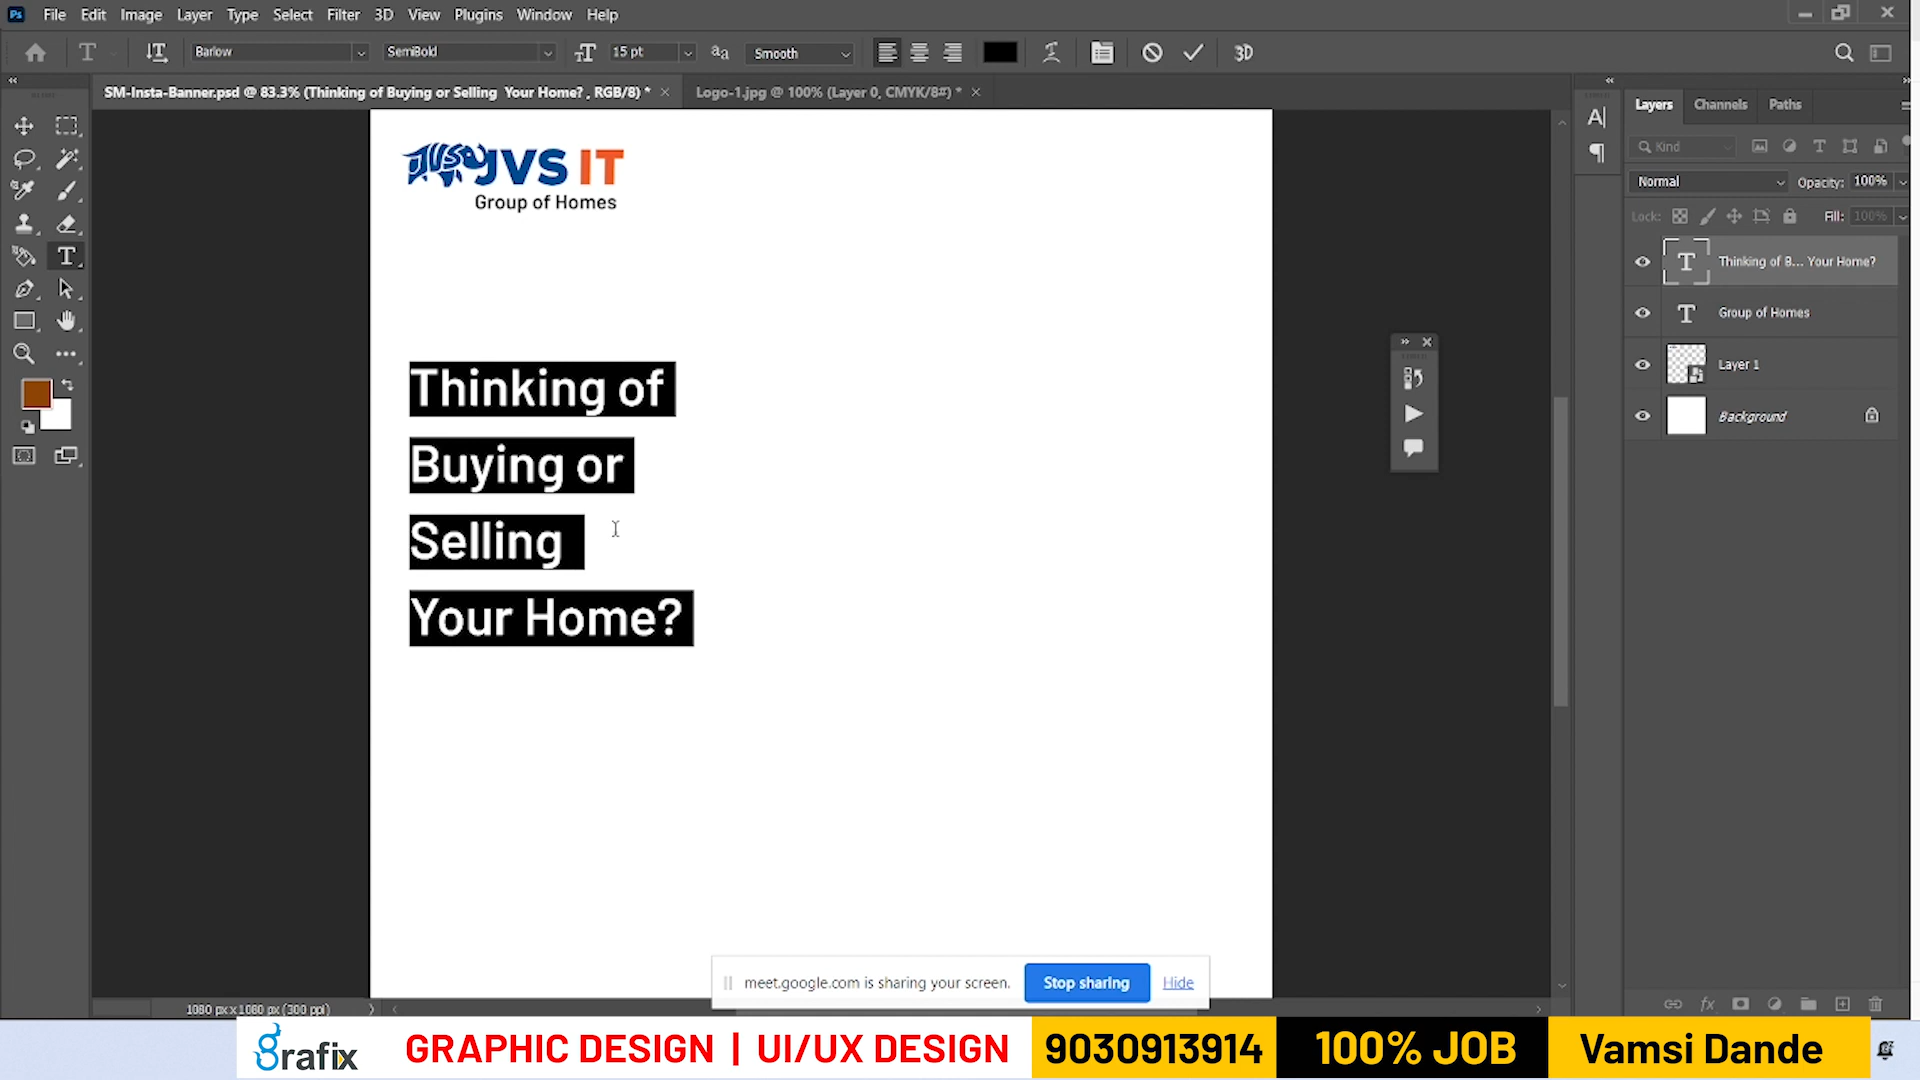 File Edit Image Layer Type Select Filter 3D View Plugins Window Help
Barlow SemiBold 15 pt Smooth 3D
SM-Insta-Banner.psd @ 83.3% (Thinking of Buying or Selling  Your Home? , RGB/8) *
Logo-1.jpg @ 100% (Layer 0, CMYK/8#) *
Layers Channels Paths
Kind
Normal Opacity: 100%
Lock: Fill: 100%
Thinking of B... Your Home?
Group of Homes
Layer 1
Background
JVS IT
Group of Homes
Thinking of
Buying or
Selling
Your Home?
meet.google.com is sharing your screen. Stop sharing Hide
1080 px x 1080 px (300 ppi)
grafix GRAPHIC DESIGN | UI/UX DESIGN 9030913914 100% JOB Vamsi Dande